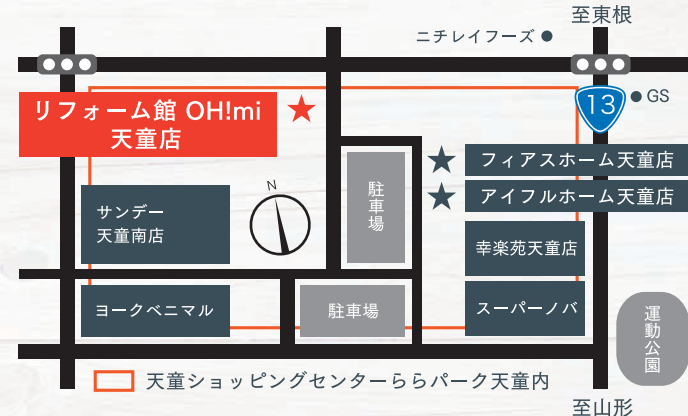 至東根
ニチレイフーズ
13
GS
リフォーム館 OH!mi
天童店
フィアスホーム天童店
アイフルホーム天童店
駐車場
N
サンデー
天童南店
幸楽苑天童店
ヨークベニマル
駐車場
スーパーノバ
運動公園
天童ショッピングセンターららパーク天童内
至山形